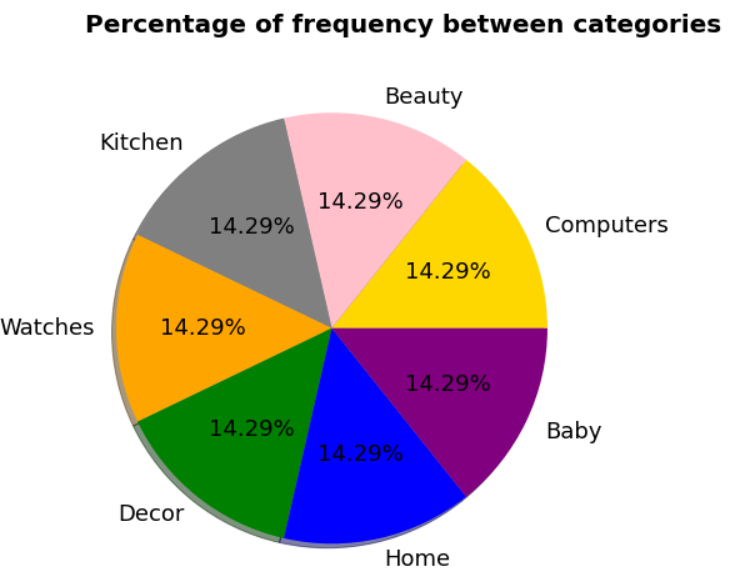 Percentage of frequency between categories
Beauty
Kitchen
14.29%
14.29%
Computers
14.29%
Watches
14.29%
14.29%
Baby
14.29%
14.29%
Decor
Home